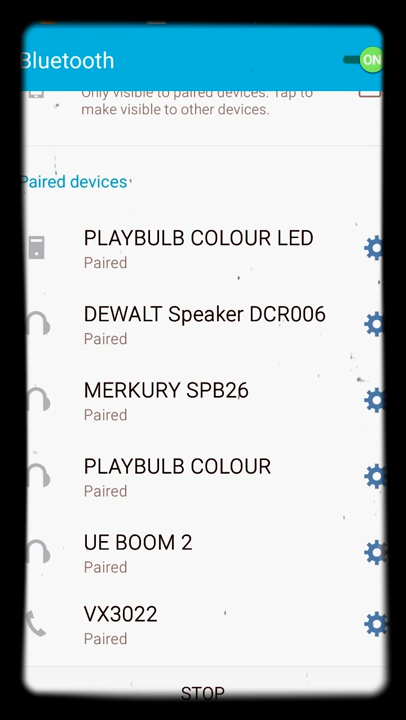 Bluetooth
ON
Only visible to paired devices. Tap to
make visible to other devices.
Paired devices
PLAYBULB COLOUR LED
Paired
DEWALT Speaker DCR006
Paired
MERKURY SPB26
Paired
PLAYBULB COLOUR
Paired
UE BOOM 2
Paired
VX3022
Paired
STOP